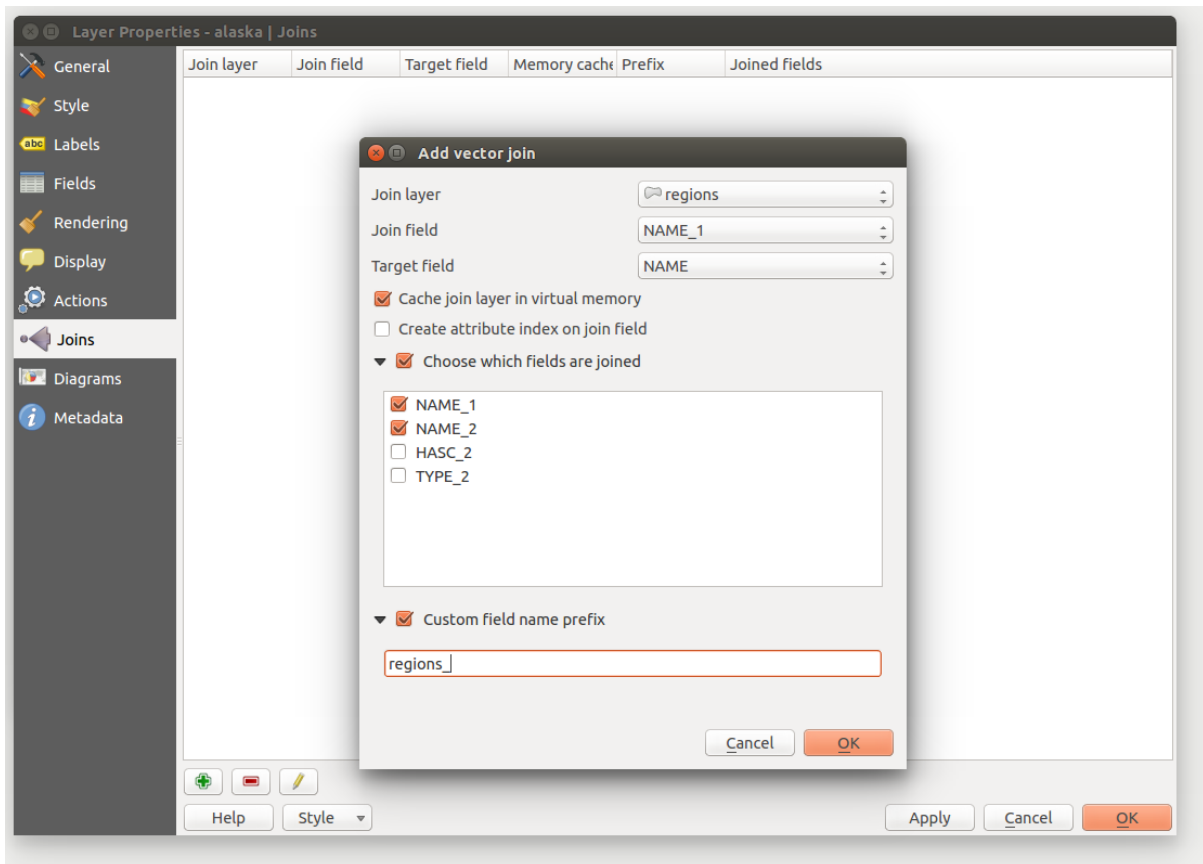 Layer Properties - alaska | Joins
General
Style
abc Labels
Fields
Rendering
Display
Actions
Joins
Diagrams
i Metadata
Join layer Join field Target field Memory cache Prefix Joined fields
Add vector join
Join layer regions
Join field NAME_1
Target field NAME
Cache join layer in virtual memory
Create attribute index on join field
Choose which fields are joined
NAME_1
NAME_2
HASC_2
TYPE_2
Custom field name prefix
regions_
Cancel OK
Help Style Apply Cancel OK